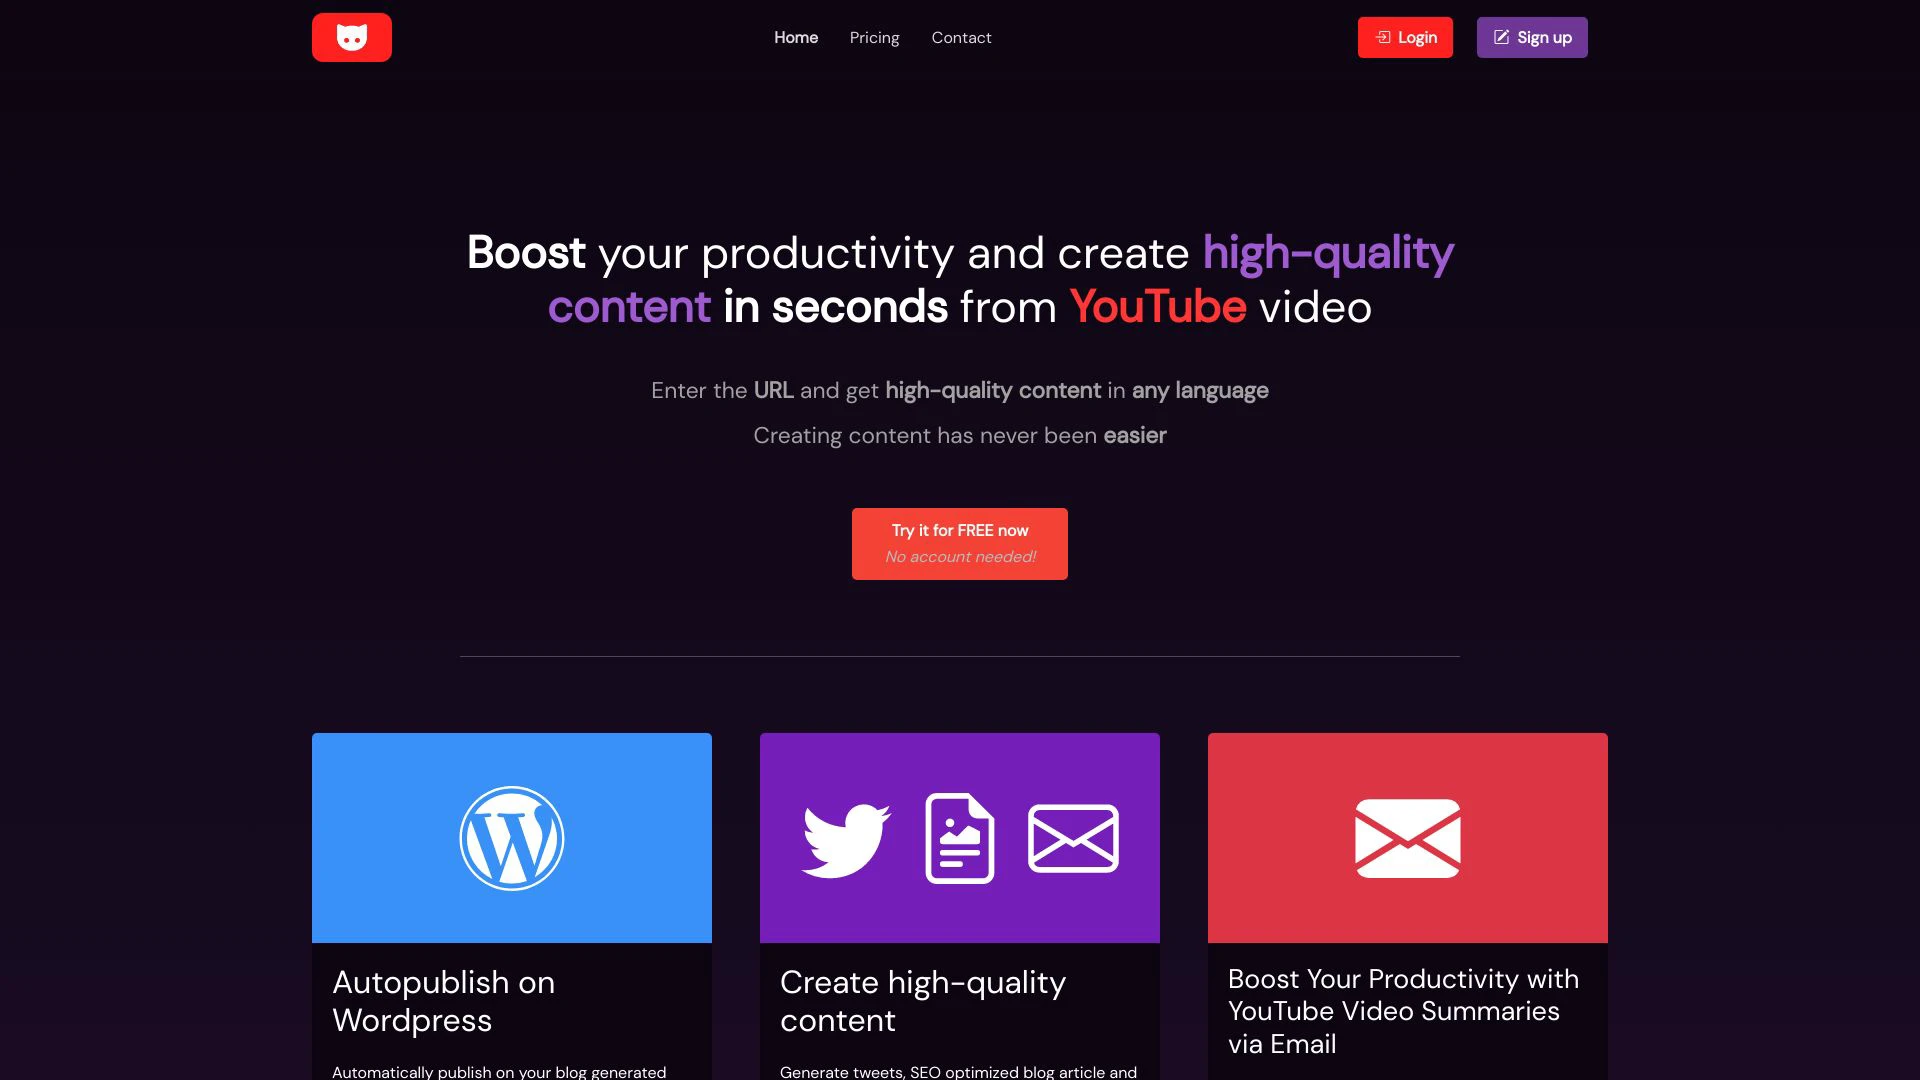 Home Pricing Contact Login Sign up
Boost your productivity and create high-quality
content in seconds from YouTube video
Enter the URL and get high-quality content in any language
Creating content has never been easier
Try it for FREE now
No account needed!
Autopublish on
Wordpress
Automatically publish on your blog generated
Create high-quality
content
Generate tweets, SEO optimized blog article and
Boost Your Productivity with
YouTube Video Summaries
via Email